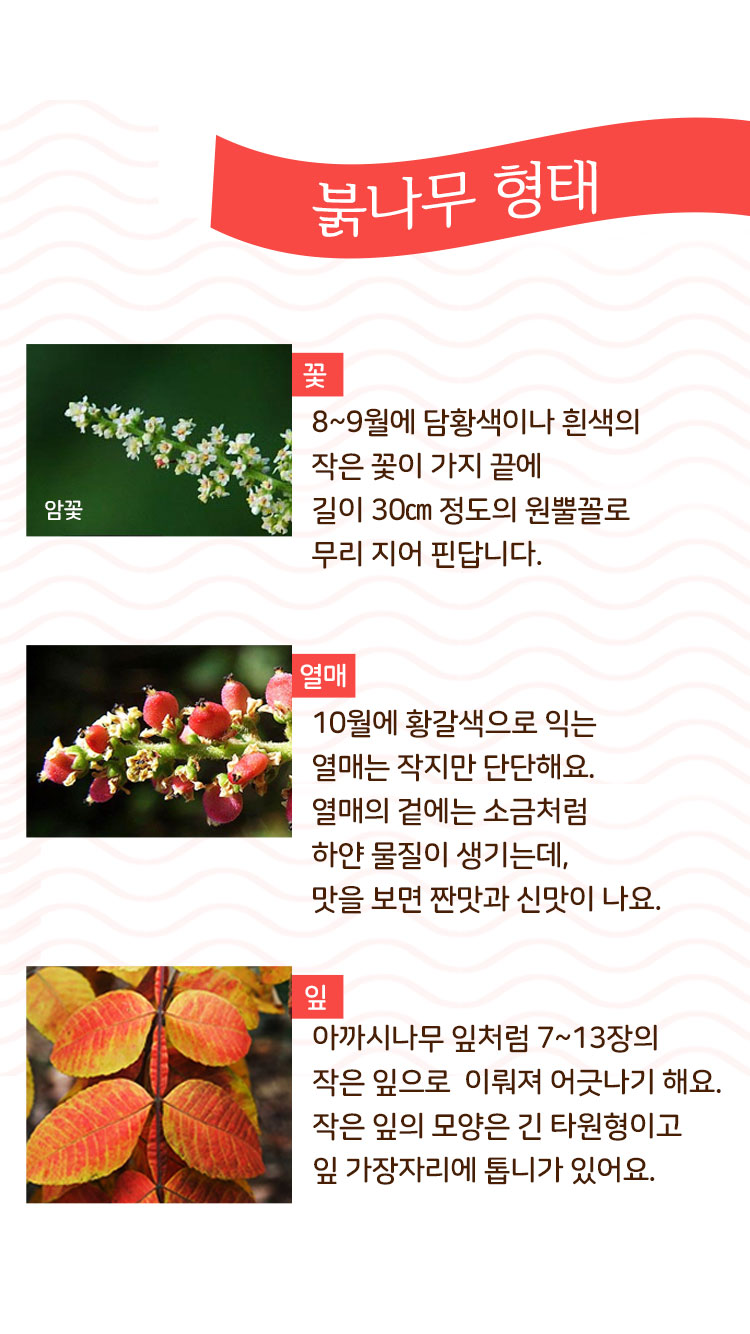 붉나무 형태
꽃
8~9월에 담황색이나 흰색의
작은 꽃이 가지 끝에
길이 30㎝ 정도의 원뿔꼴로
무리 지어 핀답니다.
암꽃
열매
10월에 황갈색으로 익는
열매는 작지만 단단해요.
열매의 겉에는 소금처럼
하얀 물질이 생기는데,
맛을 보면 짠맛과 신맛이 나요.
잎
아까시나무 잎처럼 7~13장의
작은 잎으로 이뤄져 어긋나기 해요.
작은 잎의 모양은 긴 타원형이고
잎 가장자리에 톱니가 있어요.